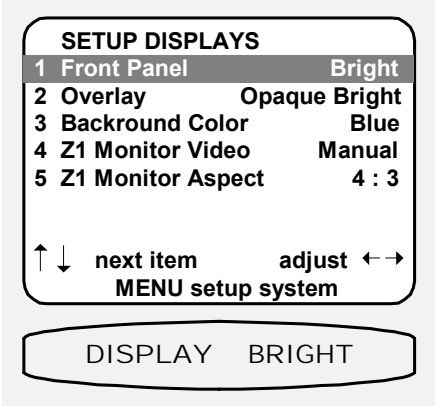 SETUP DISPLAYS
1 Front Panel Bright
2 Overlay Opaque Bright
3 Backround Color Blue
4 Z1 Monitor Video Manual
5 Z1 Monitor Aspect 4 : 3
↑↓ next item adjust ←→
MENU setup system
DISPLAY BRIGHT